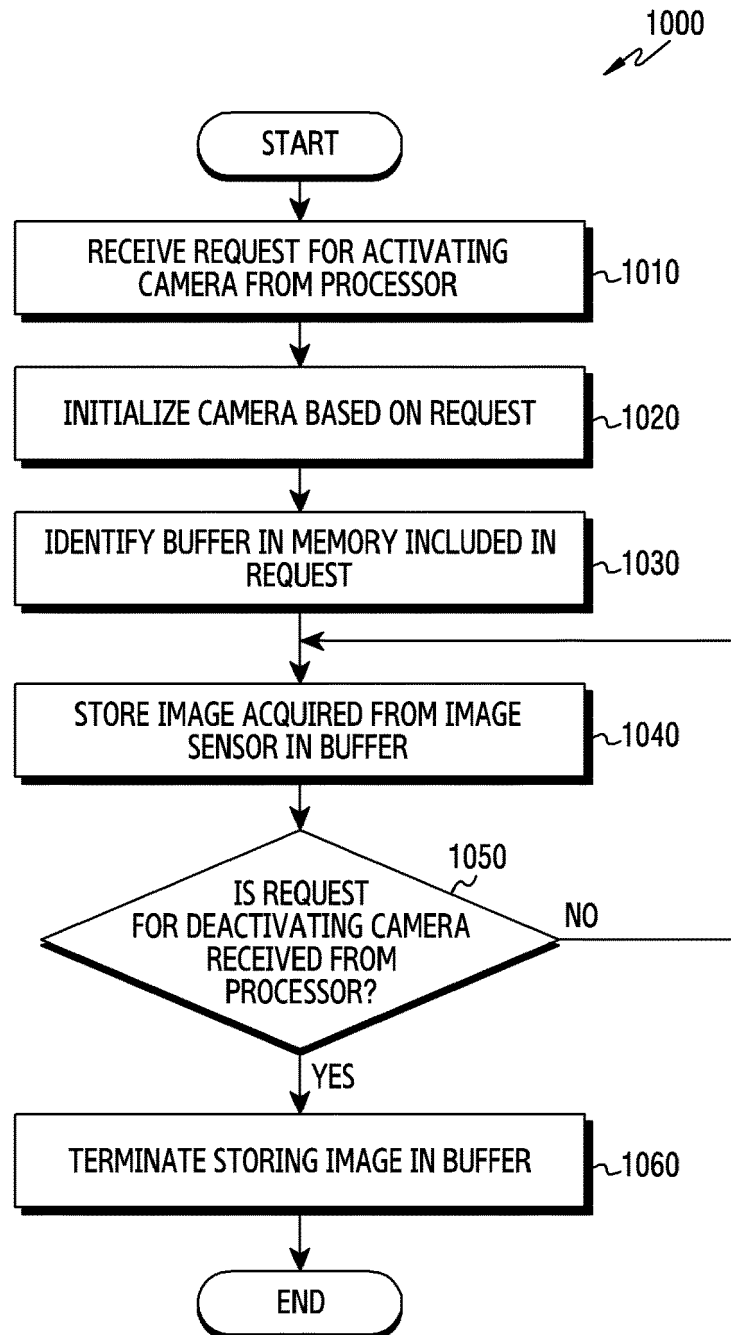 1000
START
RECEIVE REQUEST FOR ACTIVATING
CAMERA FROM PROCESSOR
1010
INITIALIZE CAMERA BASED ON REQUEST
1020
IDENTIFY BUFFER IN MEMORY INCLUDED IN
REQUEST
1030
STORE IMAGE ACQUIRED FROM IMAGE
SENSOR IN BUFFER
1040
1050
IS REQUEST
FOR DEACTIVATING CAMERA
RECEIVED FROM
PROCESSOR?
NO
YES
TERMINATE STORING IMAGE IN BUFFER
1060
END